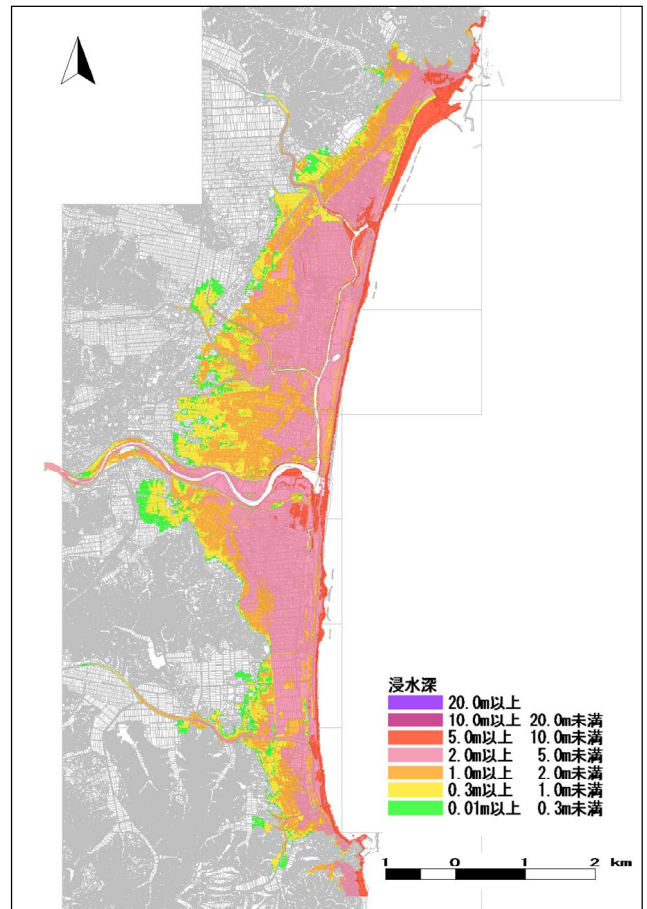 浸水深
20.0m以上
10.0m以上 20.0m未満
5.0m以上 10.0m未満
2.0m以上 5.0m未満
1.0m以上 2.0m未満
0.3m以上 1.0m未満
0.01m以上 0.3m未満
1 0 1 2 km